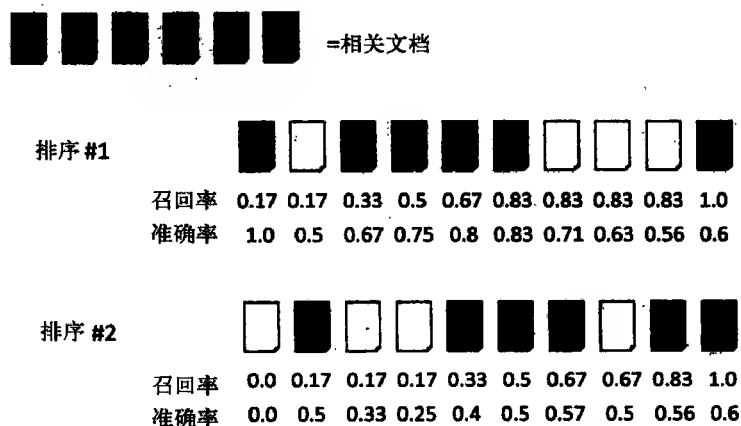 =相关文档
排序 #1
召回率 0.17 0.17 0.33 0.5 0.67 0.83 0.83 0.83 0.83 1.0
准确率 1.0 0.5 0.67 0.75 0.8 0.83 0.71 0.63 0.56 0.6
排序 #2
召回率 0.0 0.17 0.17 0.17 0.33 0.5 0.67 0.67 0.83 1.0
准确率 0.0 0.5 0.33 0.25 0.4 0.5 0.57 0.5 0.56 0.6